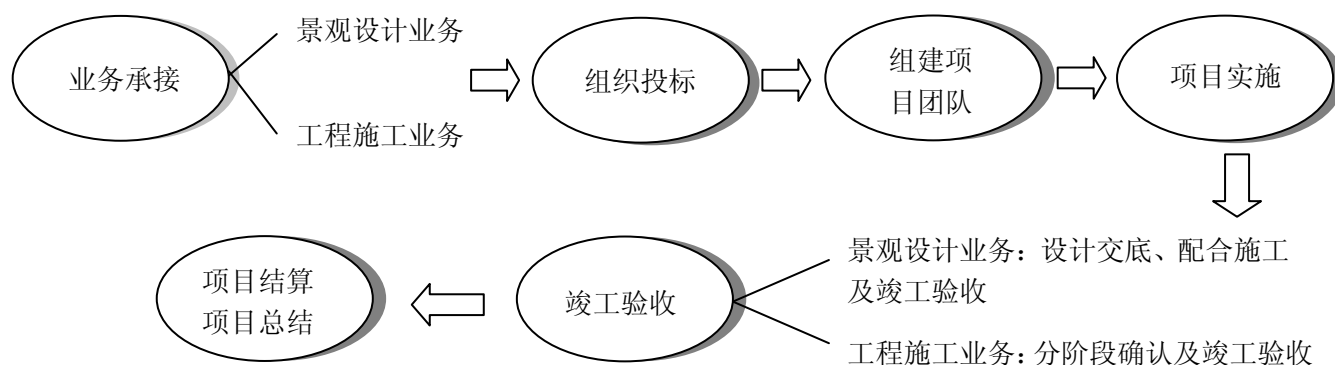 业务承接
景观设计业务
工程施工业务
组织投标
组建项
目团队
项目实施
景观设计业务：设计交底、配合施工
及竣工验收
工程施工业务：分阶段确认及竣工验收
竣工验收
项目结算
项目总结